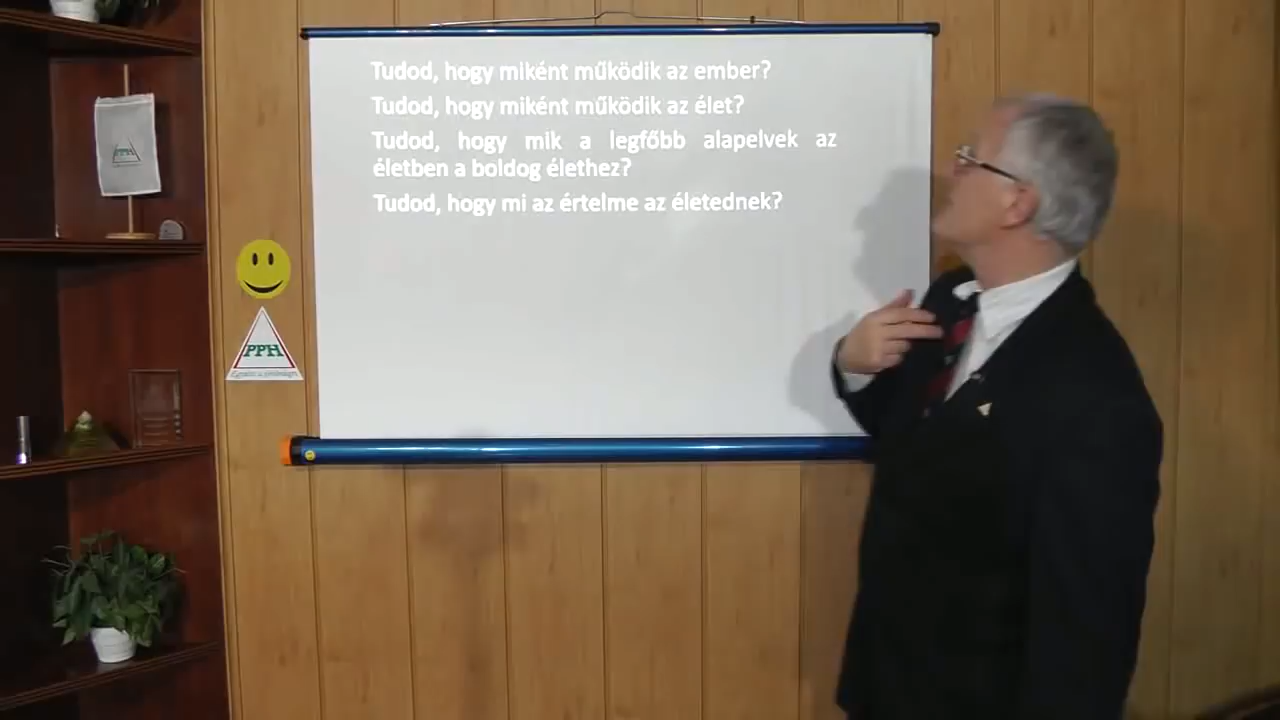 Tudod, hogy miként működik az ember?
Tudod, hogy miként működik az élet?
Tudod, hogy mik a legfőbb alapelvek az
életben a boldog élethez?
Tudod, hogy mi az értelme az életednek?
PPH
PPH